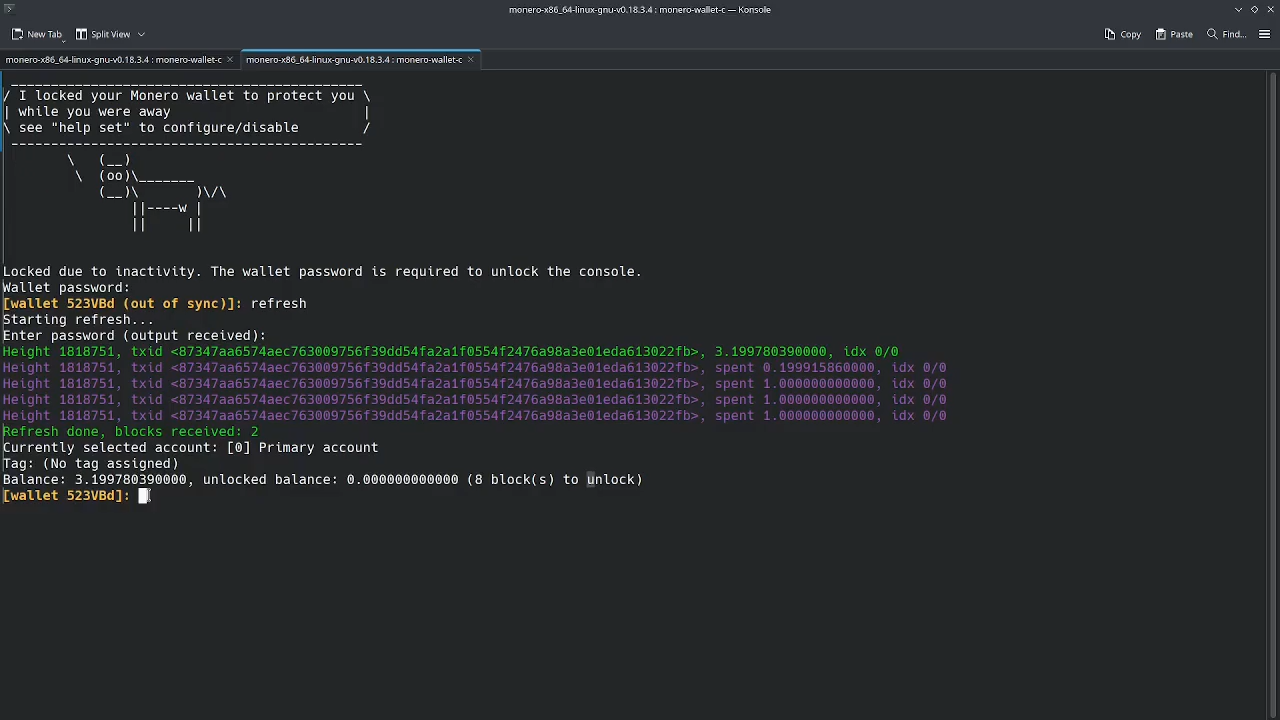 monero-x86_64-linux-gnu-v0.18.3.4 : monero-wallet-c — Konsole
New Tab Split View Copy Paste Find...
monero-x86_64-linux-gnu-v0.18.3.4 : monero-wallet-c monero-x86_64-linux-gnu-v0.18.3.4 : monero-wallet-c
 ____________________________________________
/ I locked your Monero wallet to protect you \
| while you were away                        |
\ see "help set" to configure/disable        /
 --------------------------------------------
        \   (__)
         \  (oo)\_______
            (__)\       )\/\
                ||----w |
                ||     ||
Locked due to inactivity. The wallet password is required to unlock the console.
Wallet password:
[wallet 523VBd (out of sync)]: refresh
Starting refresh...
Enter password (output received):
Height 1818751, txid <87347aa6574aec763009756f39dd54fa2a1f0554f2476a98a3e01eda613022fb>, 3.199780390000, idx 0/0
Height 1818751, txid <87347aa6574aec763009756f39dd54fa2a1f0554f2476a98a3e01eda613022fb>, spent 0.199915860000, idx 0/0
Height 1818751, txid <87347aa6574aec763009756f39dd54fa2a1f0554f2476a98a3e01eda613022fb>, spent 1.000000000000, idx 0/0
Height 1818751, txid <87347aa6574aec763009756f39dd54fa2a1f0554f2476a98a3e01eda613022fb>, spent 1.000000000000, idx 0/0
Height 1818751, txid <87347aa6574aec763009756f39dd54fa2a1f0554f2476a98a3e01eda613022fb>, spent 1.000000000000, idx 0/0
Refresh done, blocks received: 2
Currently selected account: [0] Primary account
Tag: (No tag assigned)
Balance: 3.199780390000, unlocked balance: 0.000000000000 (8 block(s) to unlock)
[wallet 523VBd]: